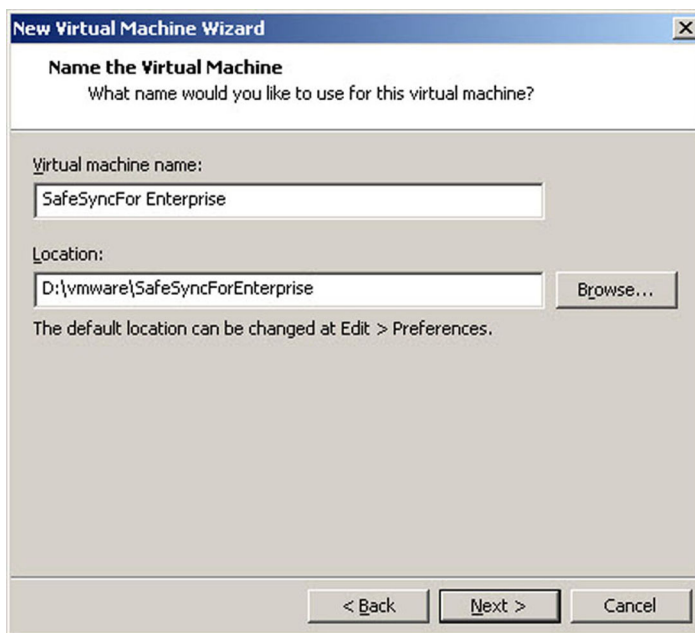 New Virtual Machine Wizard
Name the Virtual Machine
What name would you like to use for this virtual machine?
Virtual machine name:
SafeSyncFor Enterprise
Location:
D:\vmware\SafeSyncForEnterprise
Browse...
The default location can be changed at Edit > Preferences.
< Back
Next >
Cancel